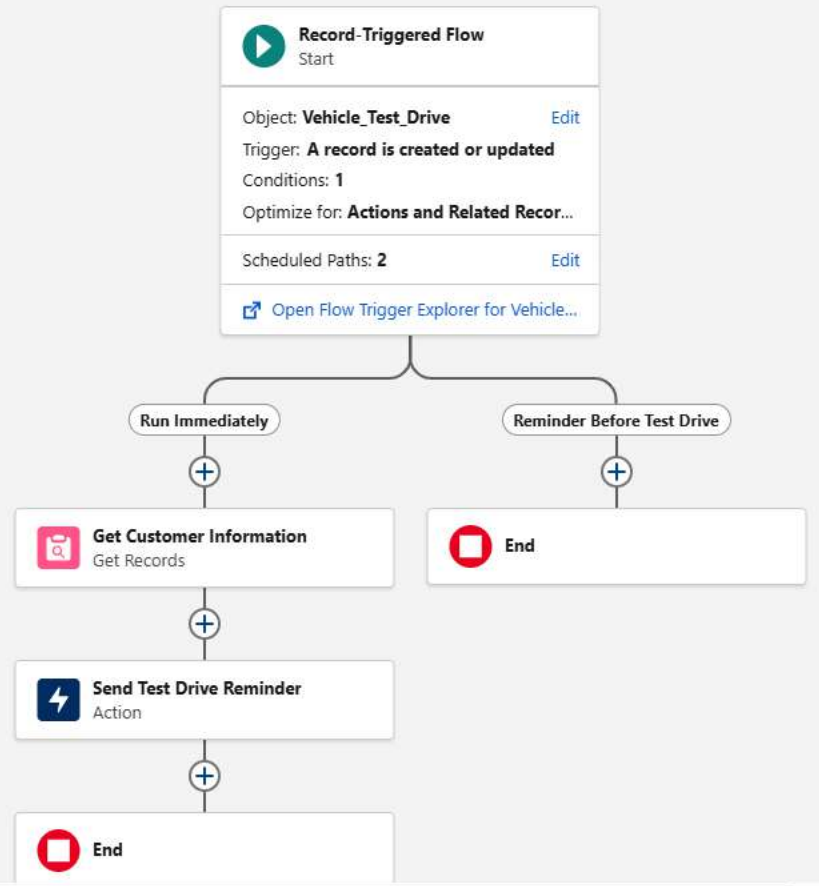 Record-Triggered Flow
Start
Object: Vehicle_Test_Drive Edit
Trigger: A record is created or updated
Conditions: 1
Optimize for: Actions and Related Recor...
Scheduled Paths: 2 Edit
Open Flow Trigger Explorer for Vehicle...
Run Immediately
Reminder Before Test Drive
Get Customer Information
Get Records
End
Send Test Drive Reminder
Action
End